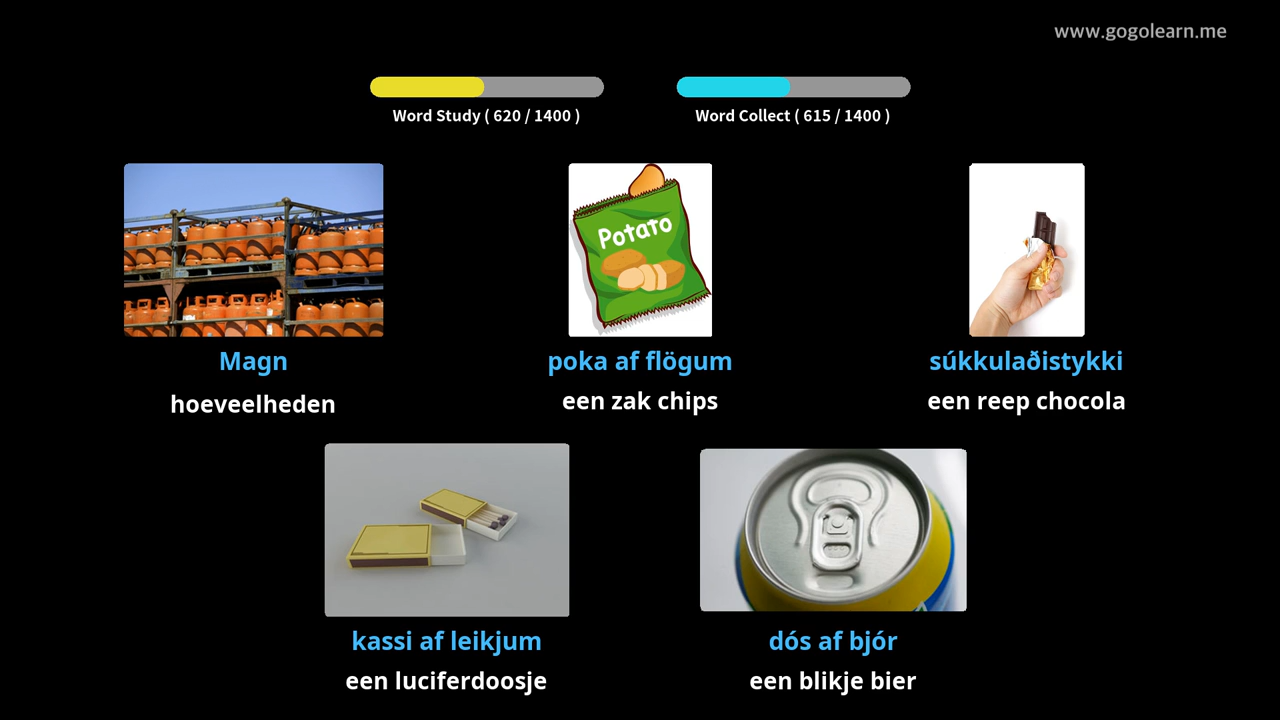 www.gogolearn.me
Word Study ( 620 / 1400 )
Word Collect ( 615 / 1400 )
Potato
Magn
hoeveelheden
poka af flögum
een zak chips
súkkulaðistykki
een reep chocola
kassi af leikjum
een luciferdoosje
dós af bjór
een blikje bier